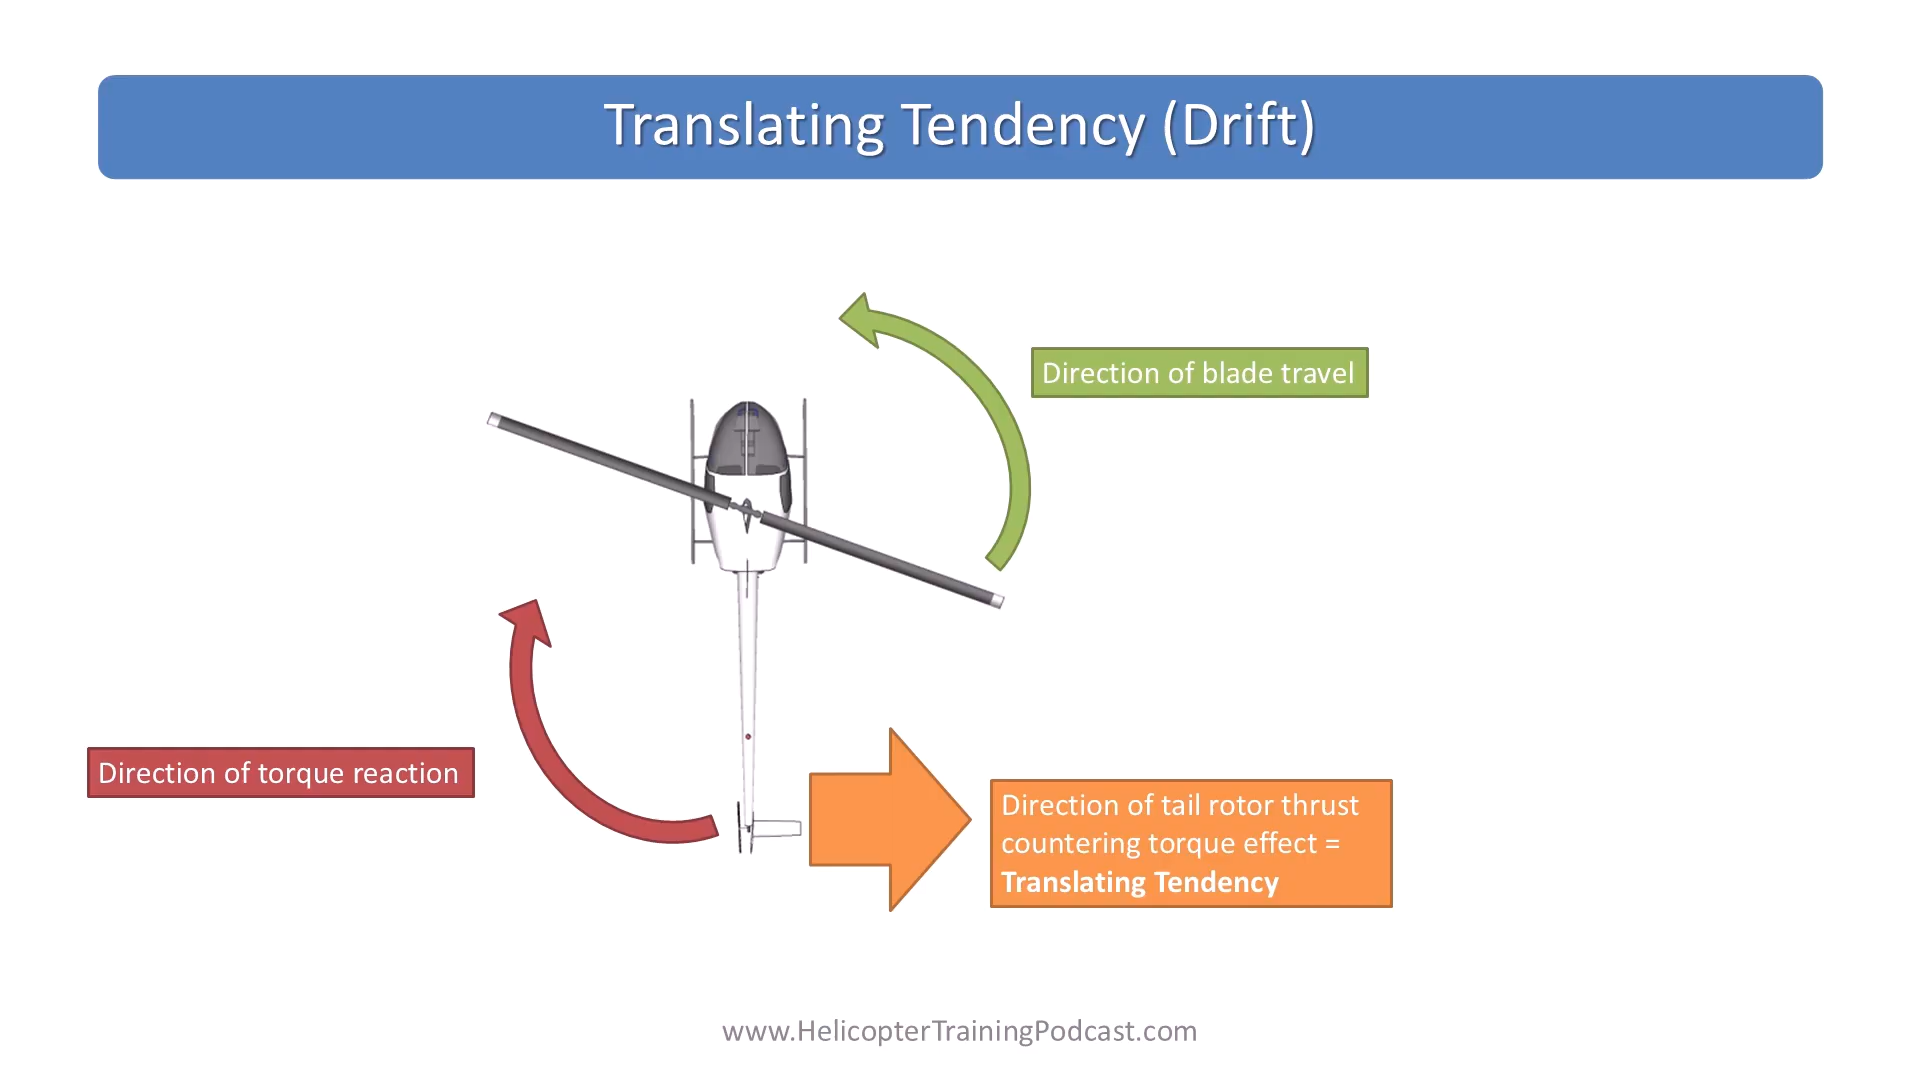 Translating Tendency (Drift)
Direction of blade travel
Direction of torque reaction
Direction of tail rotor thrust
countering torque effect =
Translating Tendency
www.HelicopterTrainingPodcast.com